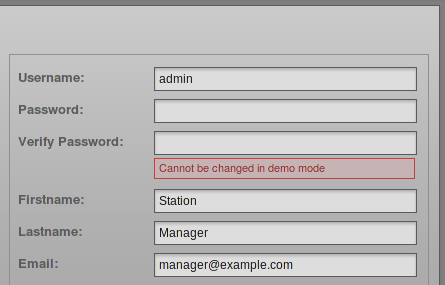 Username: admin
Password:
Verify Password:
Cannot be changed in demo mode
Firstname: Station
Lastname: Manager
Email: manager@example.com